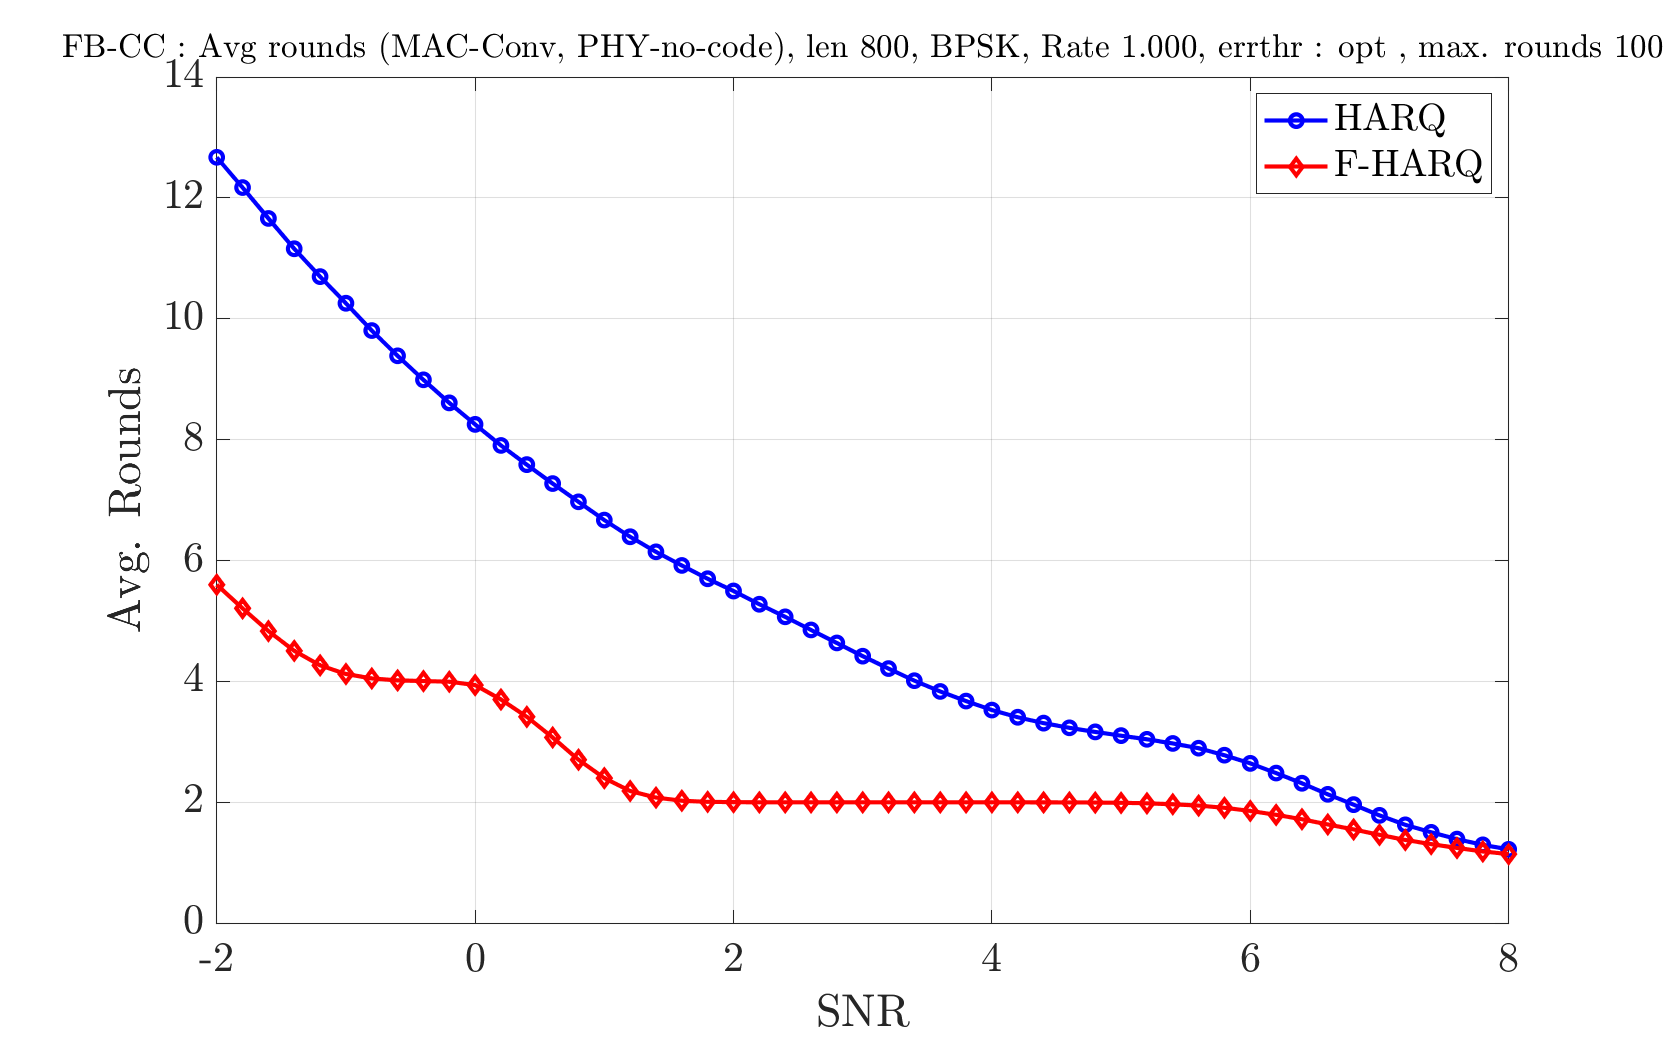 FB-CC : Avg rounds (MAC-Conv, PHY-no-code), len 800, BPSK, Rate 1.000, errthr : opt , max. rounds 100
14
12
10
8
6
4
2
0
Avg. Rounds
HARQ
F-HARQ
-2 0 2 4 6 8
SNR